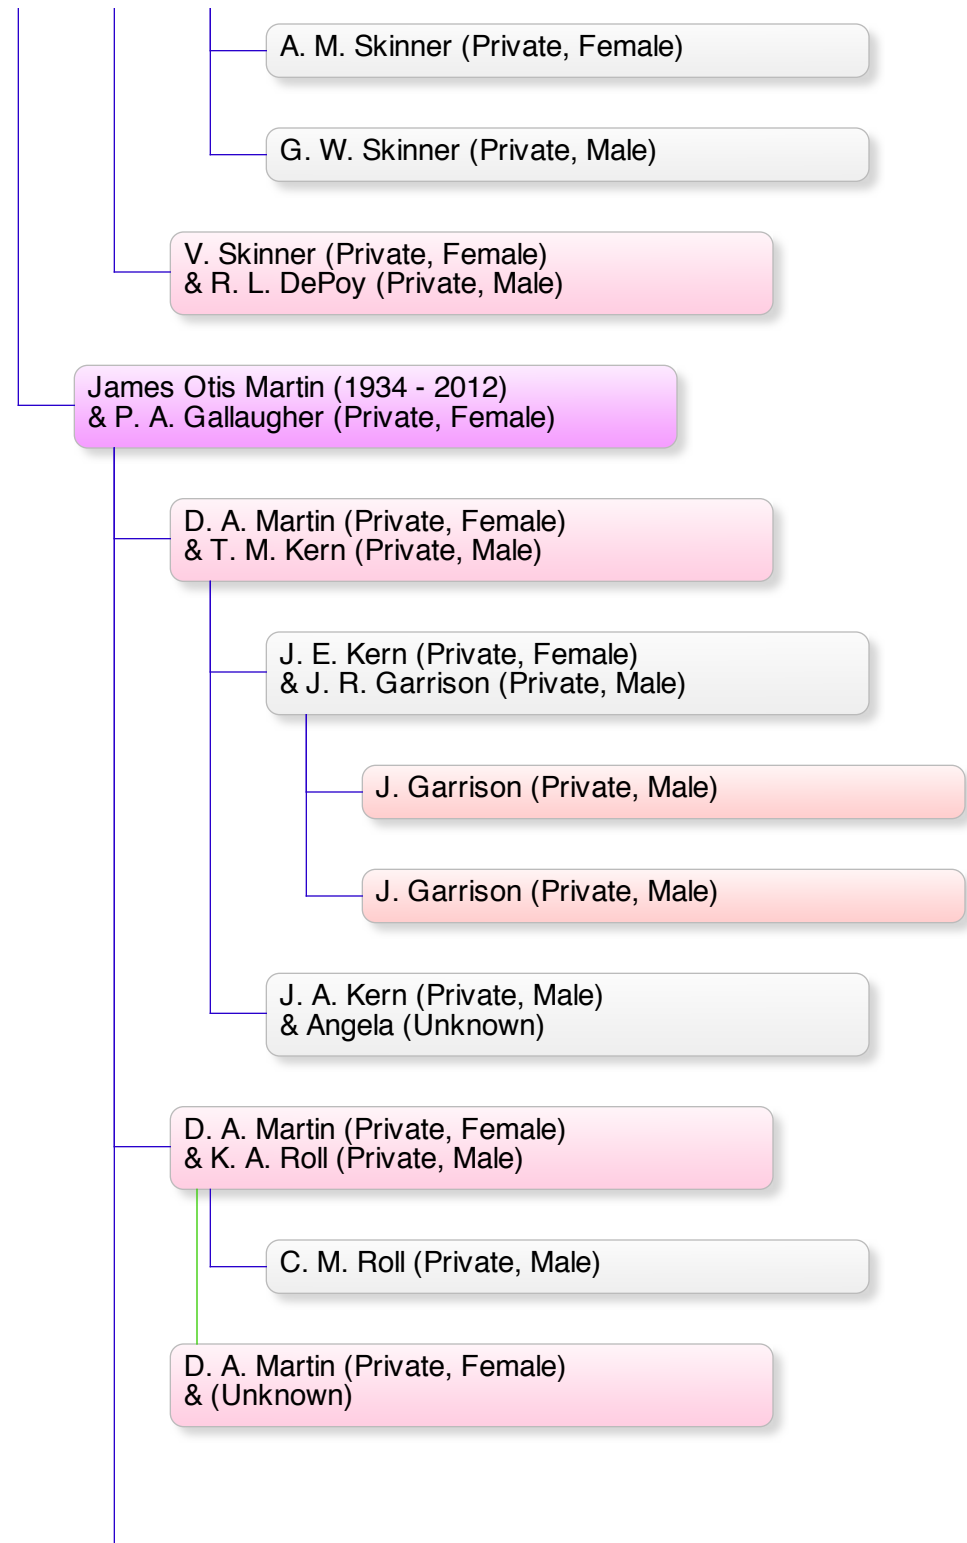 A. M. Skinner (Private, Female)
G. W. Skinner (Private, Male)
V. Skinner (Private, Female)
& R. L. DePoy (Private, Male)
James Otis Martin (1934 - 2012)
& P. A. Gallaugher (Private, Female)
D. A. Martin (Private, Female)
& T. M. Kern (Private, Male)
J. E. Kern (Private, Female)
& J. R. Garrison (Private, Male)
J. Garrison (Private, Male)
J. Garrison (Private, Male)
J. A. Kern (Private, Male)
& Angela (Unknown)
D. A. Martin (Private, Female)
& K. A. Roll (Private, Male)
C. M. Roll (Private, Male)
D. A. Martin (Private, Female)
& (Unknown)